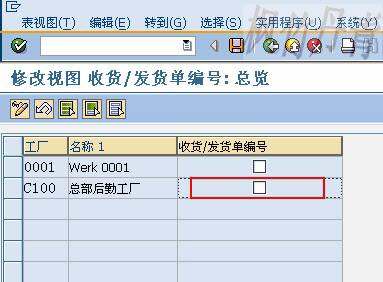 表视图(T) 编辑(E) 转到(G) 选择(S) 实用程序(U) 系统(Y)
修改视图 收货/发货单编号: 总览
工厂 名称 1 收货/发货单编号
0001 Werk 0001
C100 总部后勤工厂